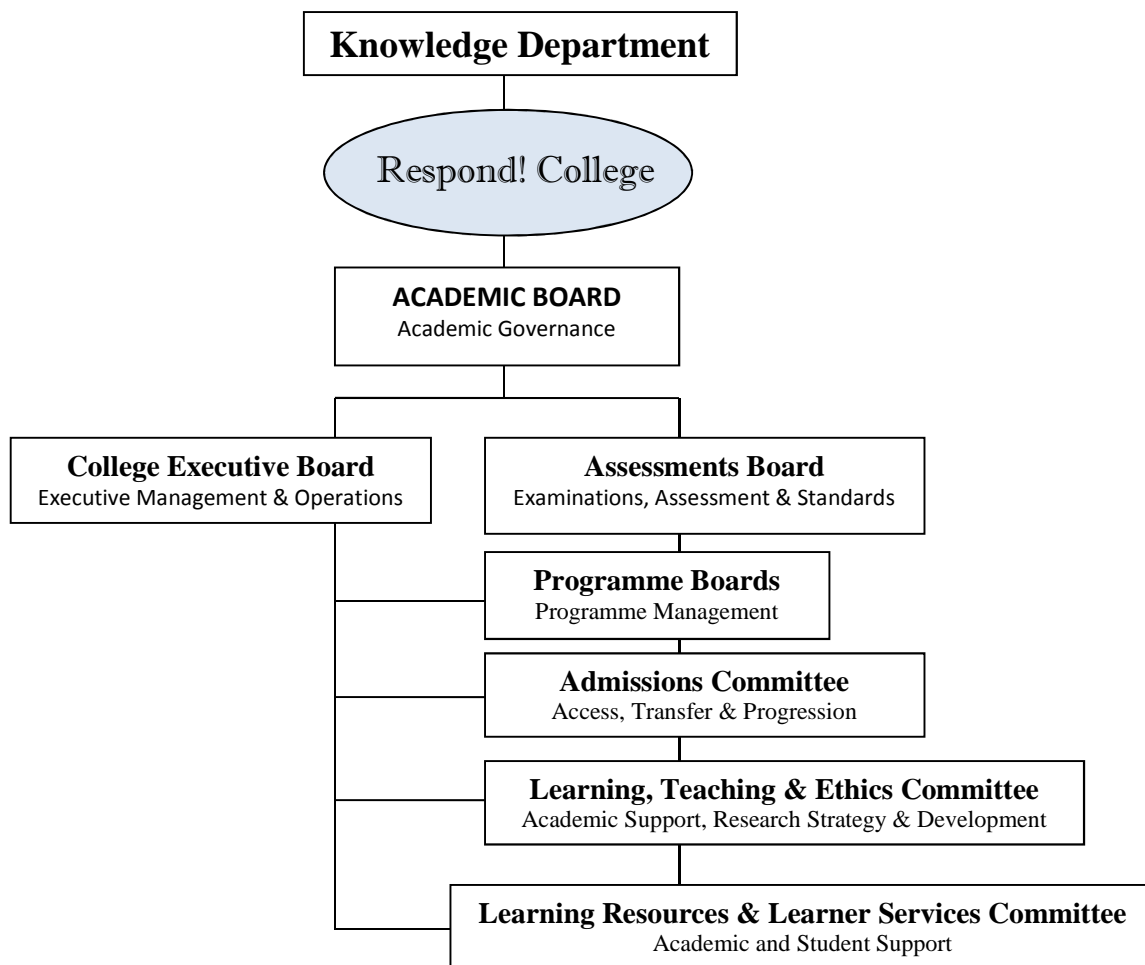 Knowledge Department
Respond! College
ACADEMIC BOARD
Academic Governance
College Executive Board
Executive Management & Operations
Assessments Board
Examinations, Assessment & Standards
Programme Boards
Programme Management
Admissions Committee
Access, Transfer & Progression
Learning, Teaching & Ethics Committee
Academic Support, Research Strategy & Development
Learning Resources & Learner Services Committee
Academic and Student Support